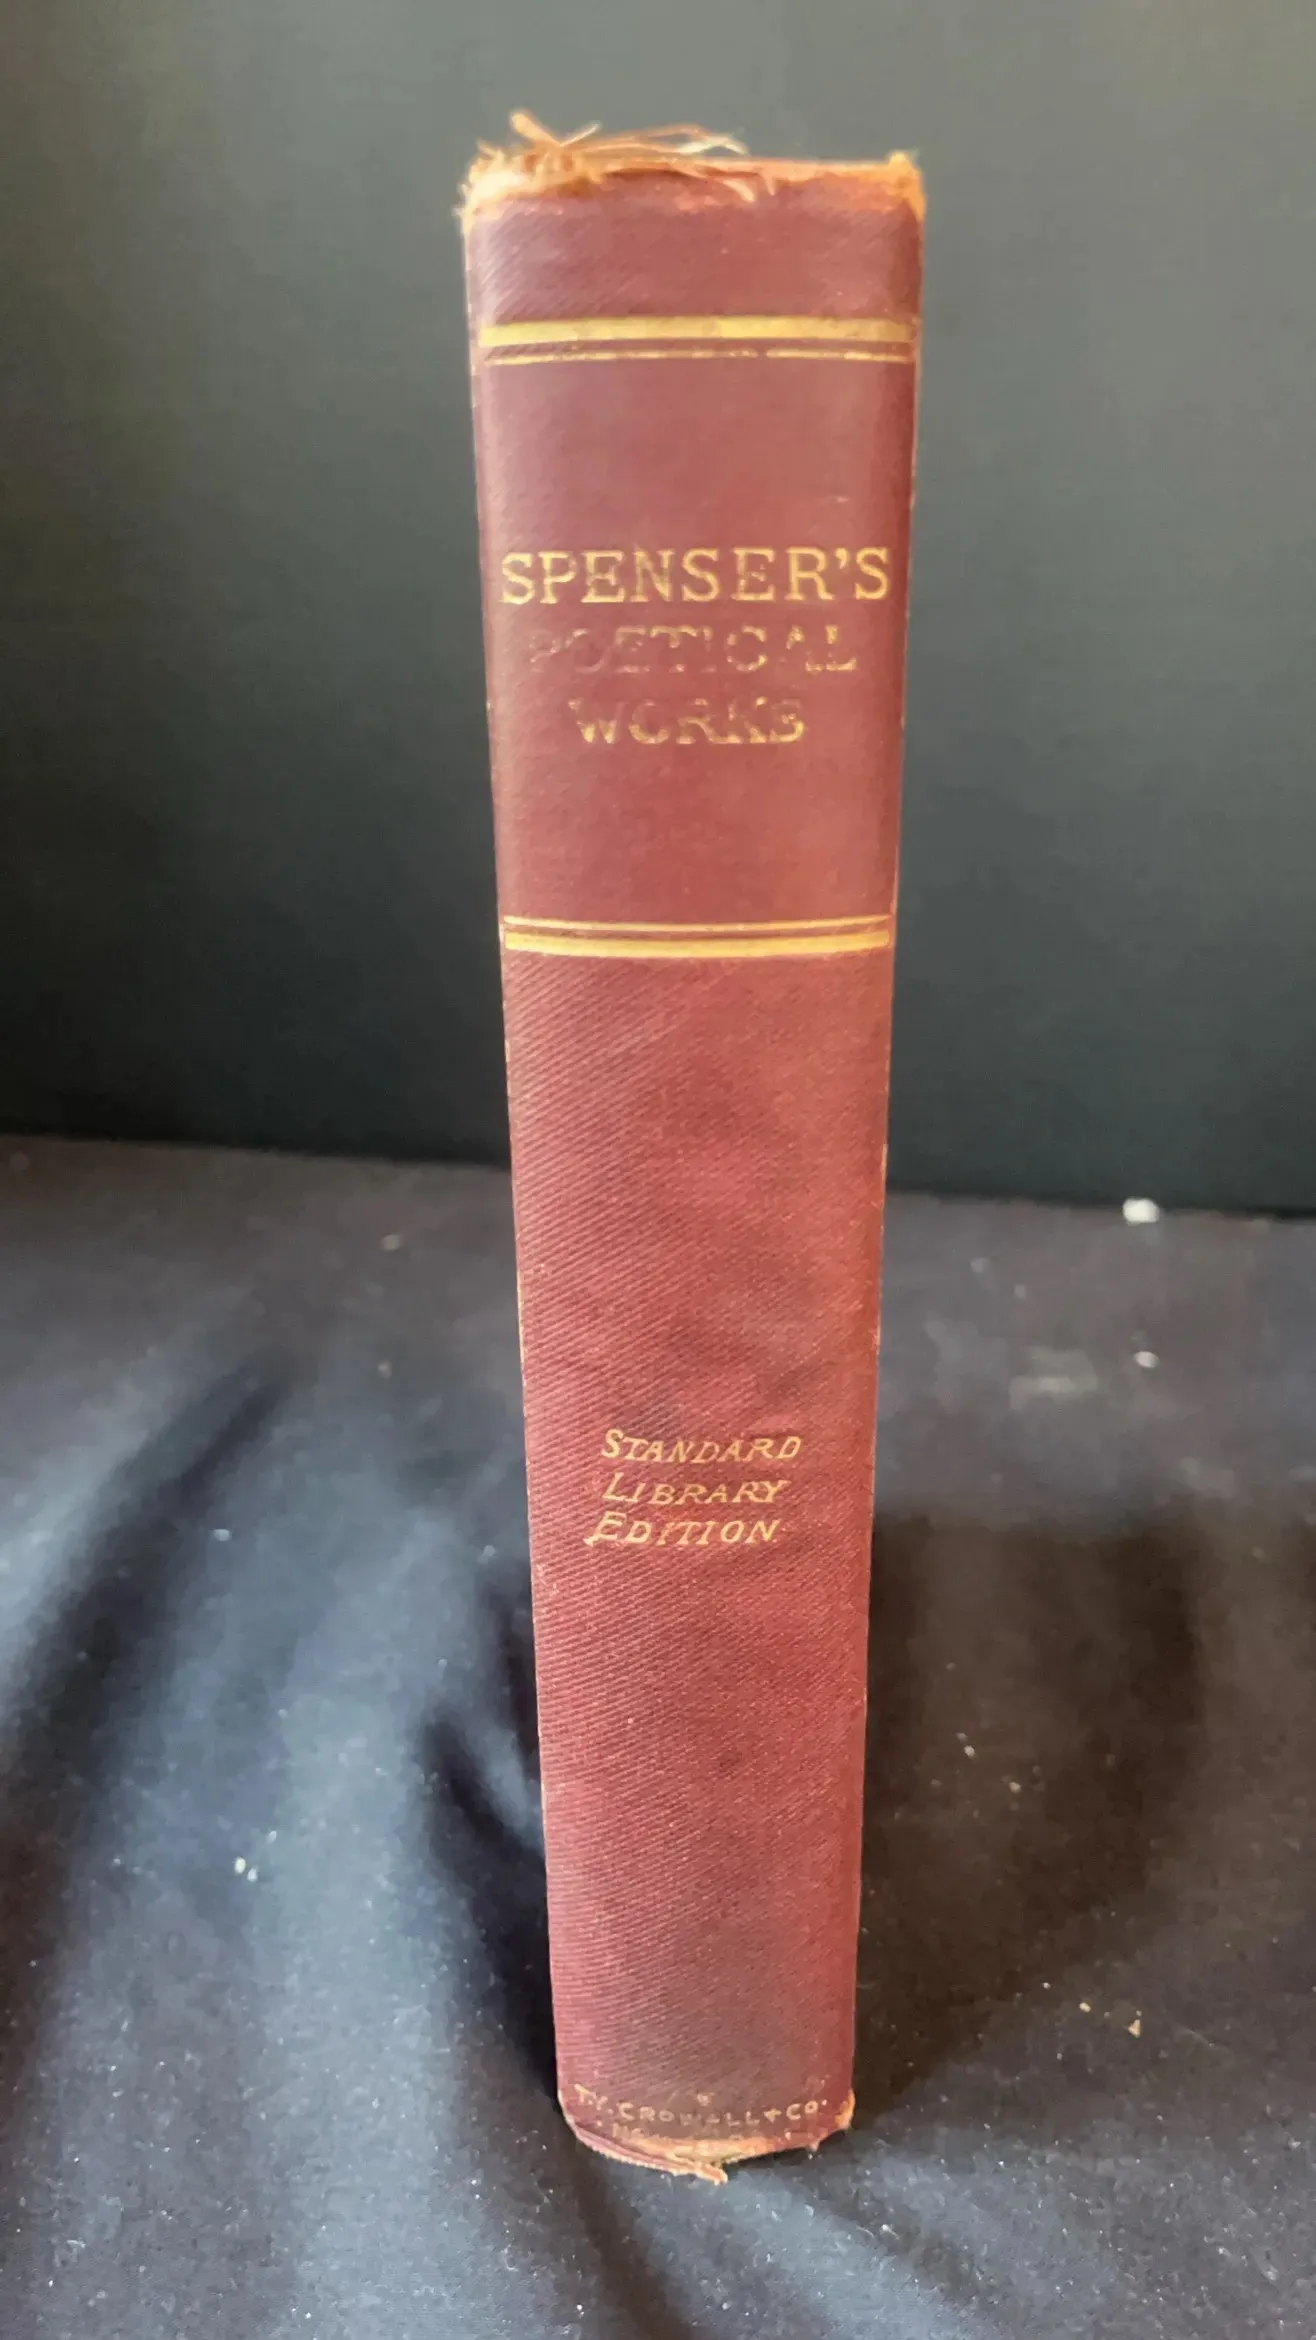 SPENSER'S
POETICAL
WORKS
STANDARD
LIBRARY
EDITION
T.Y. CROWELL & CO.